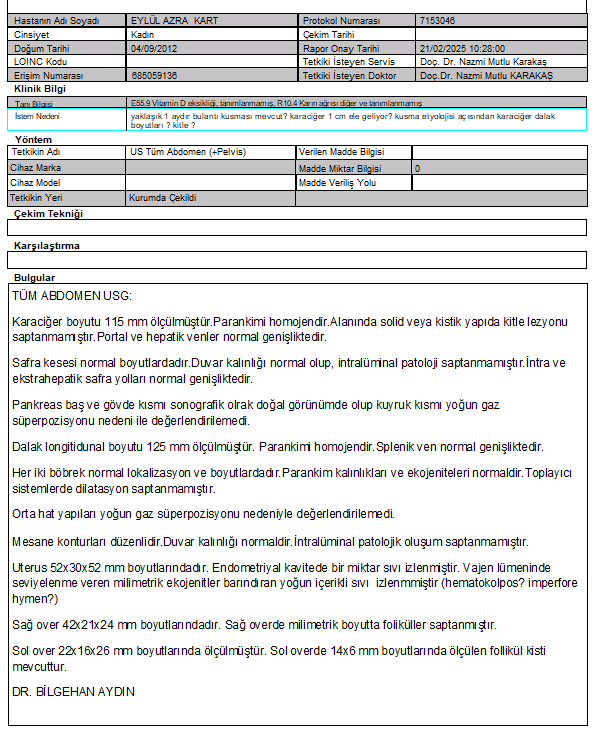 Hastanın Adı Soyadı EYLÜL AZRA KART Protokol Numarası 7153046
Cinsiyet Kadın Çekim Tarihi
Doğum Tarihi 04/09/2012 Rapor Onay Tarihi 21/02/2025 10:28:00
LOINC Kodu Tetkiki İsteyen Servis Doç. Dr. Nazmi Mutlu Karakaş
Erişim Numarası 685059136 Tetkiki İsteyen Doktor Doç.Dr. Nazmi Mutlu KARAKAŞ
Klinik Bilgi
Tanı Bilgisi E55.9 Vitamin D eksikliği, tanımlanmamış, R10.4 Karın ağrısı diğer ve tanımlanmamış
İstem Nedeni yaklaşık 1 aydır bulantı kusması mevcut? karaciğer 1 cm ele geliyor? kusma etyolojisi açısından karaciğer dalak
boyutları ? kitle ?
Yöntem
Tetkikin Adı US Tüm Abdomen (+Pelvis) Verilen Madde Bilgisi
Cihaz Marka Madde Miktar Bilgisi 0
Cihaz Model Madde Veriliş Yolu
Tetkikin Yeri Kurumda Çekildi
Çekim Tekniği
Karşılaştırma
Bulgular
TÜM ABDOMEN USG:
Karaciğer boyutu 115 mm ölçülmüştür.Parankimi homojendir.Alanında solid veya kistik yapıda kitle lezyonu
saptanmamıştır.Portal ve hepatik venler normal genişliktedir.
Safra kesesi normal boyutlardadır.Duvar kalınlığı normal olup, intralüminal patoloji saptanmamıştır.İntra ve
ekstrahepatik safra yolları normal genişliktedir.
Pankreas baş ve gövde kısmı sonografik olrak doğal görünümde olup kuyruk kısmı yoğun gaz
süperpozisyonu nedeni ile değerlendirilemedi.
Dalak longitidunal boyutu 125 mm ölçülmüştür. Parankimi homojendir.Splenik ven normal genişliktedir.
Her iki böbrek normal lokalizasyon ve boyutlardadır.Parankim kalınlıkları ve ekojeniteleri normaldir.Toplayıcı
sistemlerde dilatasyon saptanmamıştır.
Orta hat yapıları yoğun gaz süperpozisyonu nedeniyle değerlendirilemedi.
Mesane konturları düzenlidir.Duvar kalınlığı normaldir.İntralüminal patolojik oluşum saptanmamıştır.
Uterus 52x30x52 mm boyutlarındadır. Endometriyal kavitede bir miktar sıvı izlenmiştir. Vajen lümeninde
seviyelenme veren milimetrik ekojenitler barındıran yoğun içerikli sıvı izlenmmiştir (hematokolpos? imperfore
hymen?)
Sağ over 42x21x24 mm boyutlarındadır. Sağ overde milimetrik boyutta foliküller saptanmıştır.
Sol over 22x16x26 mm boyutlarında ölçülmüştür. Sol overde 14x6 mm boyutlarında ölçülen follikül kisti
mevcuttur.
DR. BİLGEHAN AYDIN